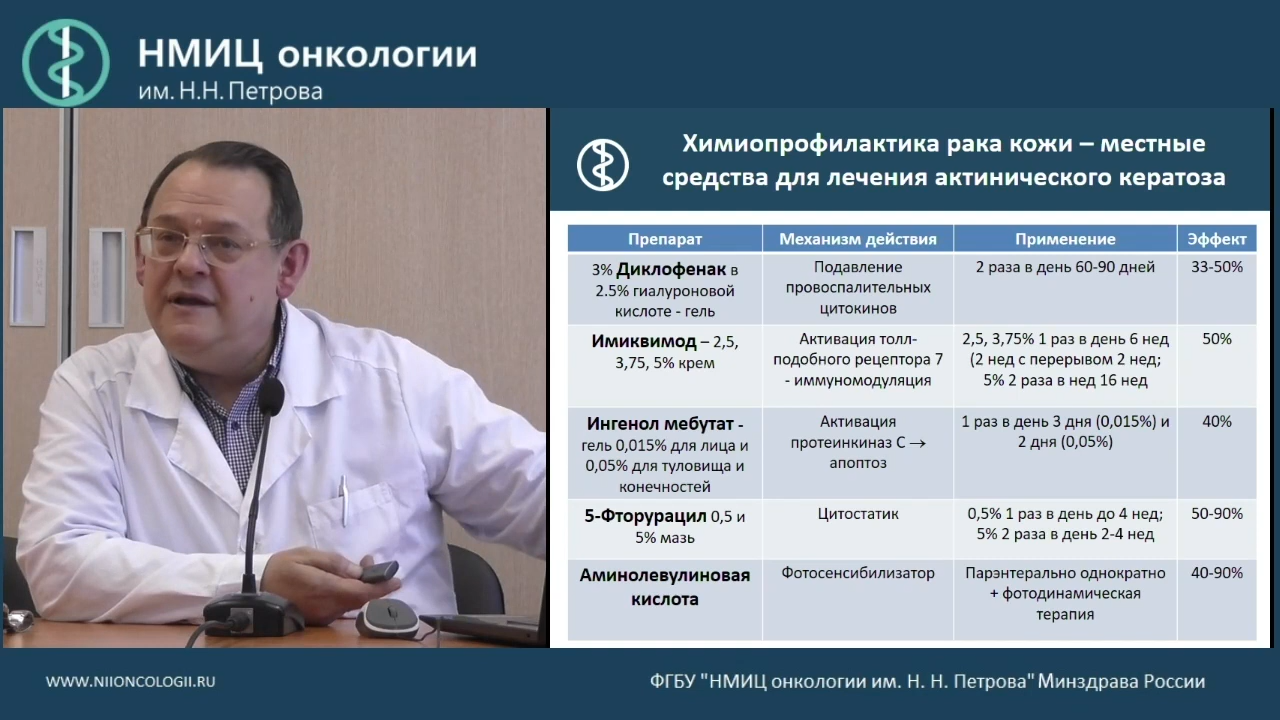 НМИЦ онкологии
им. Н.Н. Петрова
Химиопрофилактика рака кожи – местные
средства для лечения актинического кератоза
Препарат
Механизм действия
Применение
Эффект
3% Диклофенак в
2.5% гиалуроновой
кислоте - гель
Подавление
провоспалительных
цитокинов
2 раза в день 60-90 дней
33-50%
Имиквимод – 2,5,
3,75, 5% крем
Активация толл-
подобного рецептора 7
- иммуномодуляция
2,5, 3,75% 1 раз в день 6 нед
(2 нед с перерывом 2 нед;
5% 2 раза в нед 16 нед
50%
Ингенол мебутат -
гель 0,015% для лица и
0,05% для туловища и
конечностей
Активация
протеинкиназ С →
апоптоз
1 раз в день 3 дня (0,015%) и
2 дня (0,05%)
40%
5-Фторурацил 0,5 и
5% мазь
Цитостатик
0,5% 1 раз в день до 4 нед;
5% 2 раза в день 2-4 нед
50-90%
Аминолевулиновая
кислота
Фотосенсибилизатор
Парэнтерально однократно
+ фотодинамическая
терапия
40-90%
WWW.NIIONCOLOGII.RU
ФГБУ "НМИЦ онкологии им. Н. Н. Петрова" Минздрава России